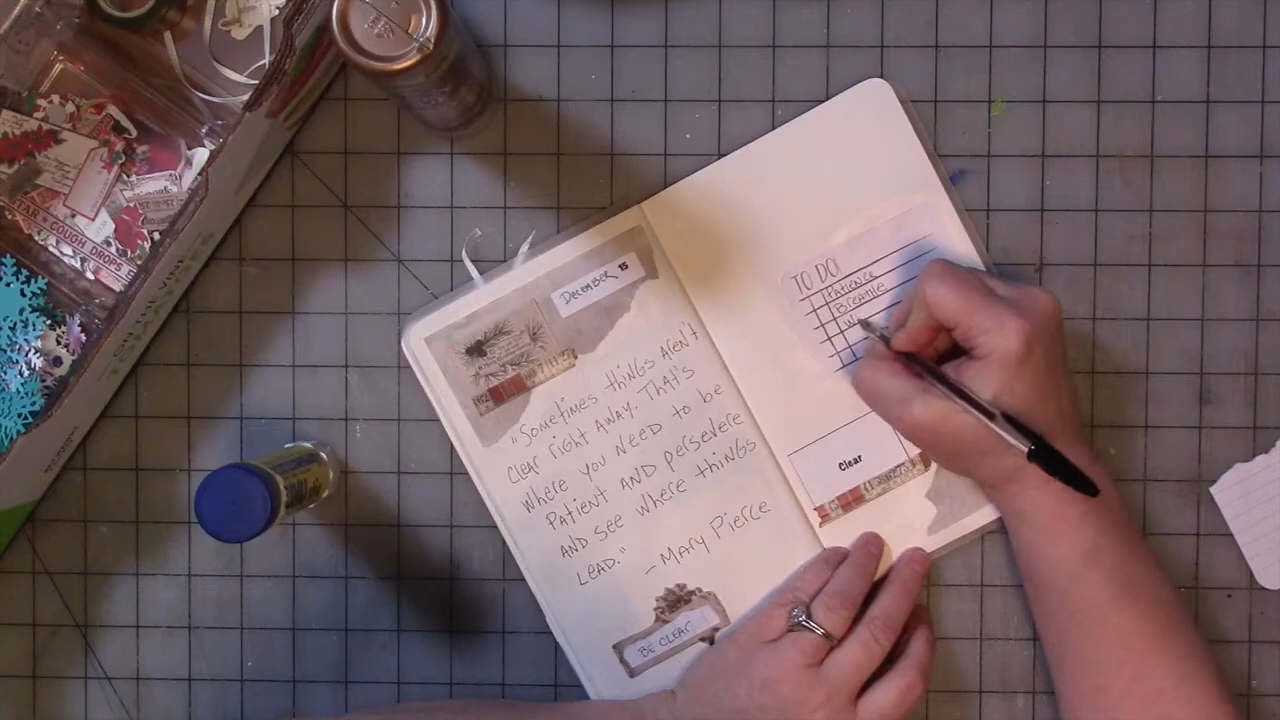 DECEMBER 15
"Sometimes things aren't
clear right away. That's
where you need to be
patient and persevere
and see where things
lead."
- Mary Pierce
BE CLEAR
TO DO:
Patience
Breathe
W
Clear
STAR ★ COUGH DROPS